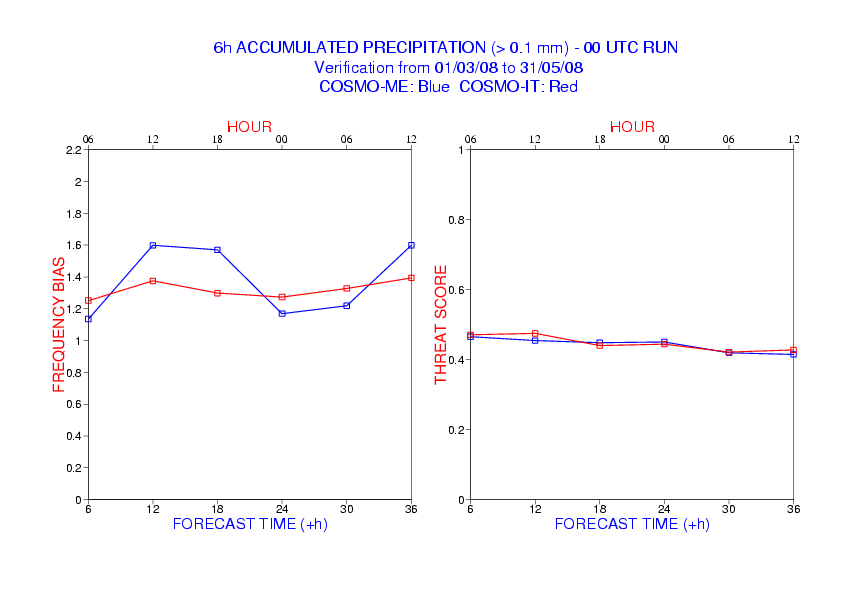 6h ACCUMULATED PRECIPITATION (> 0.1 mm) - 00 UTC RUN
Verification from 01/03/08 to 31/05/08
COSMO-ME: Blue  COSMO-IT: Red
HOUR
06 12 18 00 06 12
2.2
2
1.8
1.6
1.4
1.2
1
0.8
0.6
0.4
0.2
0
FREQUENCY BIAS
6 12 18 24 30 36
FORECAST TIME (+h)
HOUR
06 12 18 00 06 12
1
0.8
0.6
0.4
0.2
0
THREAT SCORE
6 12 18 24 30 36
FORECAST TIME (+h)